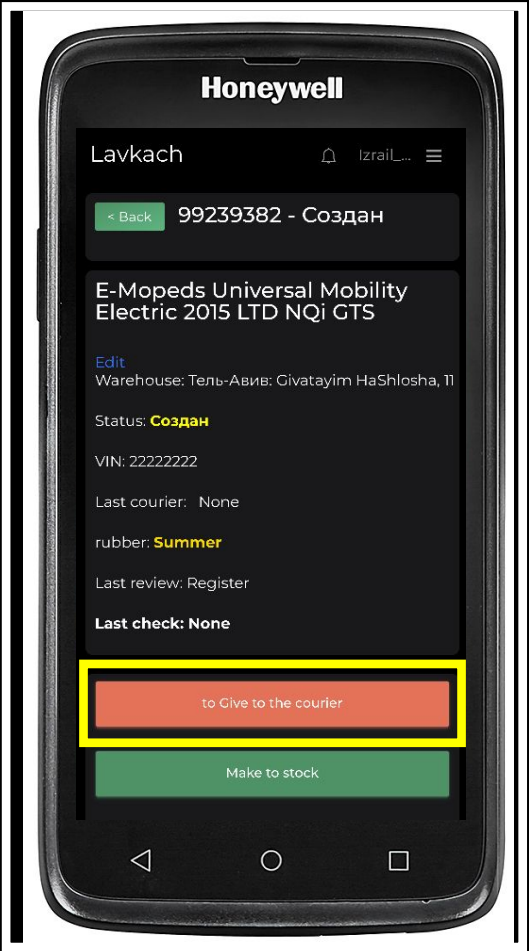 Honeywell
Lavkach Izrail_...
< Back 99239382 - Создан
E-Mopeds Universal Mobility
Electric 2015 LTD NQi GTS
Edit
Warehouse: Тель-Авив: Givatayim HaShlosha, 11
Status: Создан
VIN: 22222222
Last courier: None
rubber: Summer
Last review: Register
Last check: None
to Give to the courier
Make to stock